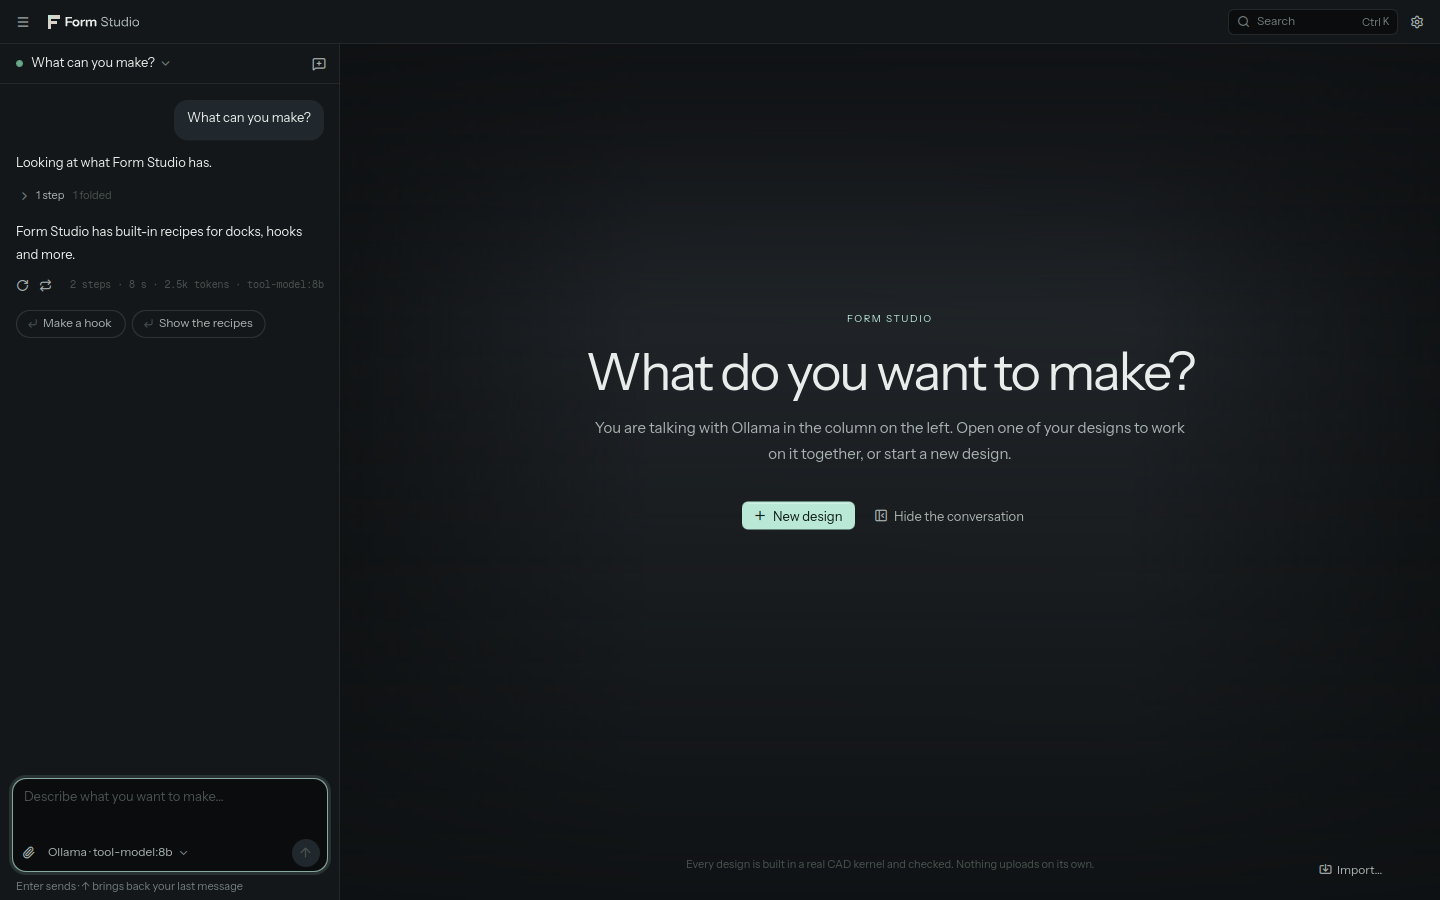 Form Studio
Search
Ctrl K
What can you make?
What can you make?
Looking at what Form Studio has.
1 step 1 folded
Form Studio has built-in recipes for docks, hooks
and more.
2 steps · 8 s · 2.5k tokens · tool-model:8b
Make a hook
Show the recipes
Describe what you want to make...
Ollama · tool-model:8b
Enter sends · ↑ brings back your last message
FORM STUDIO
What do you want to make?
You are talking with Ollama in the column on the left. Open one of your designs to work
on it together, or start a new design.
New design
Hide the conversation
Every design is built in a real CAD kernel and checked. Nothing uploads on its own.
Import...